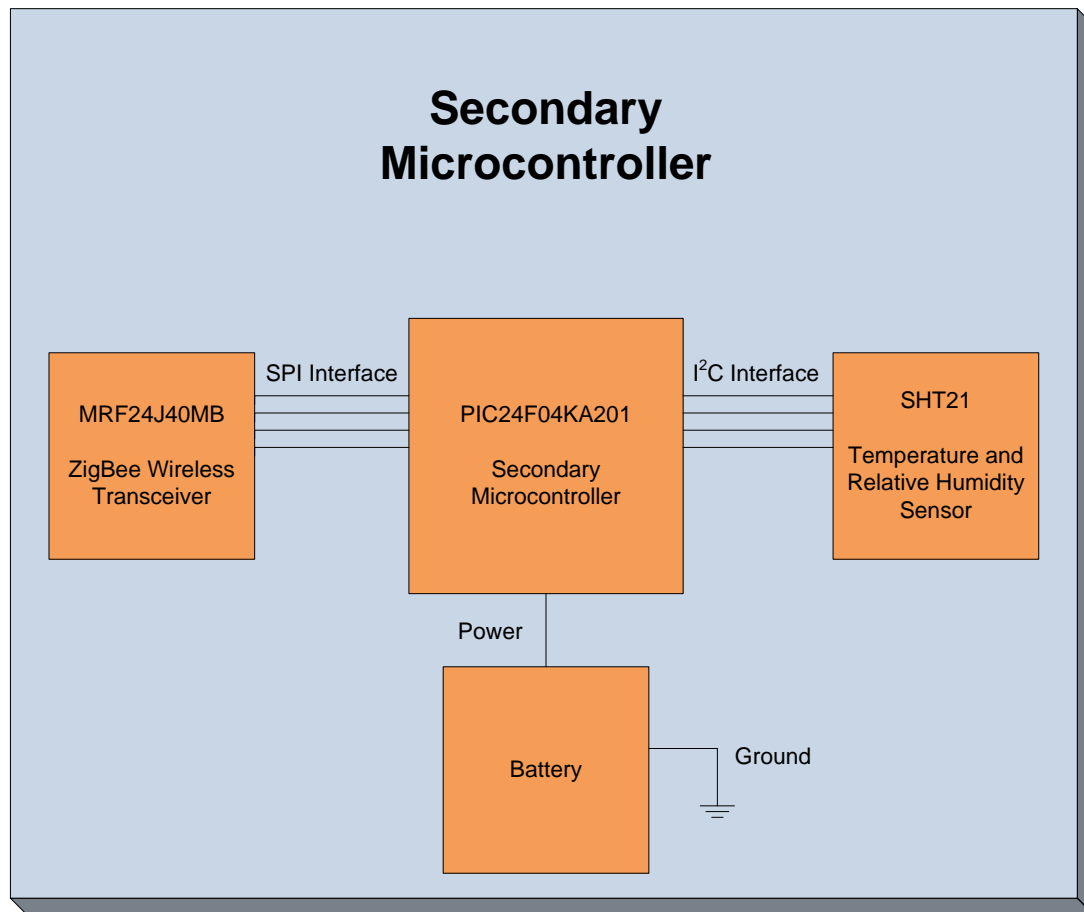 Secondary
Microcontroller
SPI Interface
I²C Interface
MRF24J40MB
ZigBee Wireless
Transceiver
PIC24F04KA201
Secondary
Microcontroller
SHT21
Temperature and
Relative Humidity
Sensor
Power
Battery
Ground